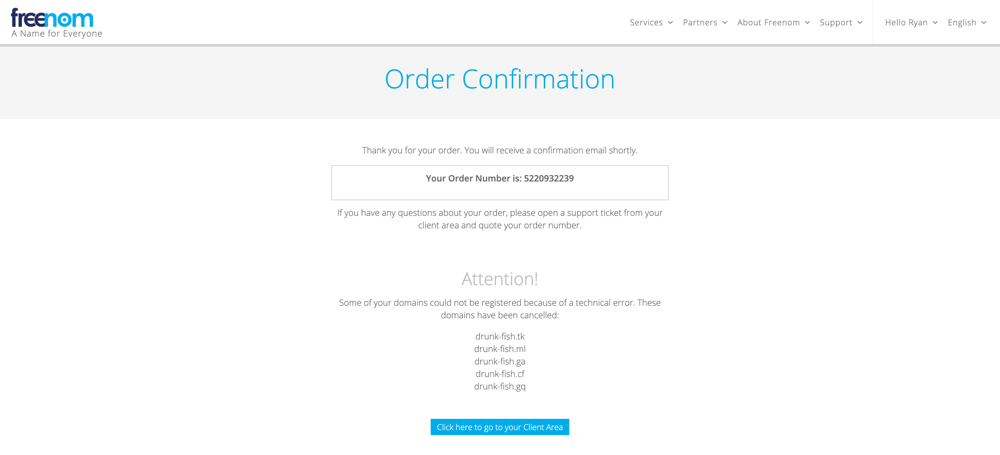 freenom
A Name for Everyone
Services
Partners
About Freenom
Support
Hello Ryan
English
Order Confirmation
Thank you for your order. You will receive a confirmation email shortly.
Your Order Number is: 5220932239
If you have any questions about your order, please open a support ticket from your
client area and quote your order number.
Attention!
Some of your domains could not be registered because of a technical error. These
domains have been cancelled:
drunk-fish.tk
drunk-fish.ml
drunk-fish.ga
drunk-fish.cf
drunk-fish.gq
Click here to go to your Client Area